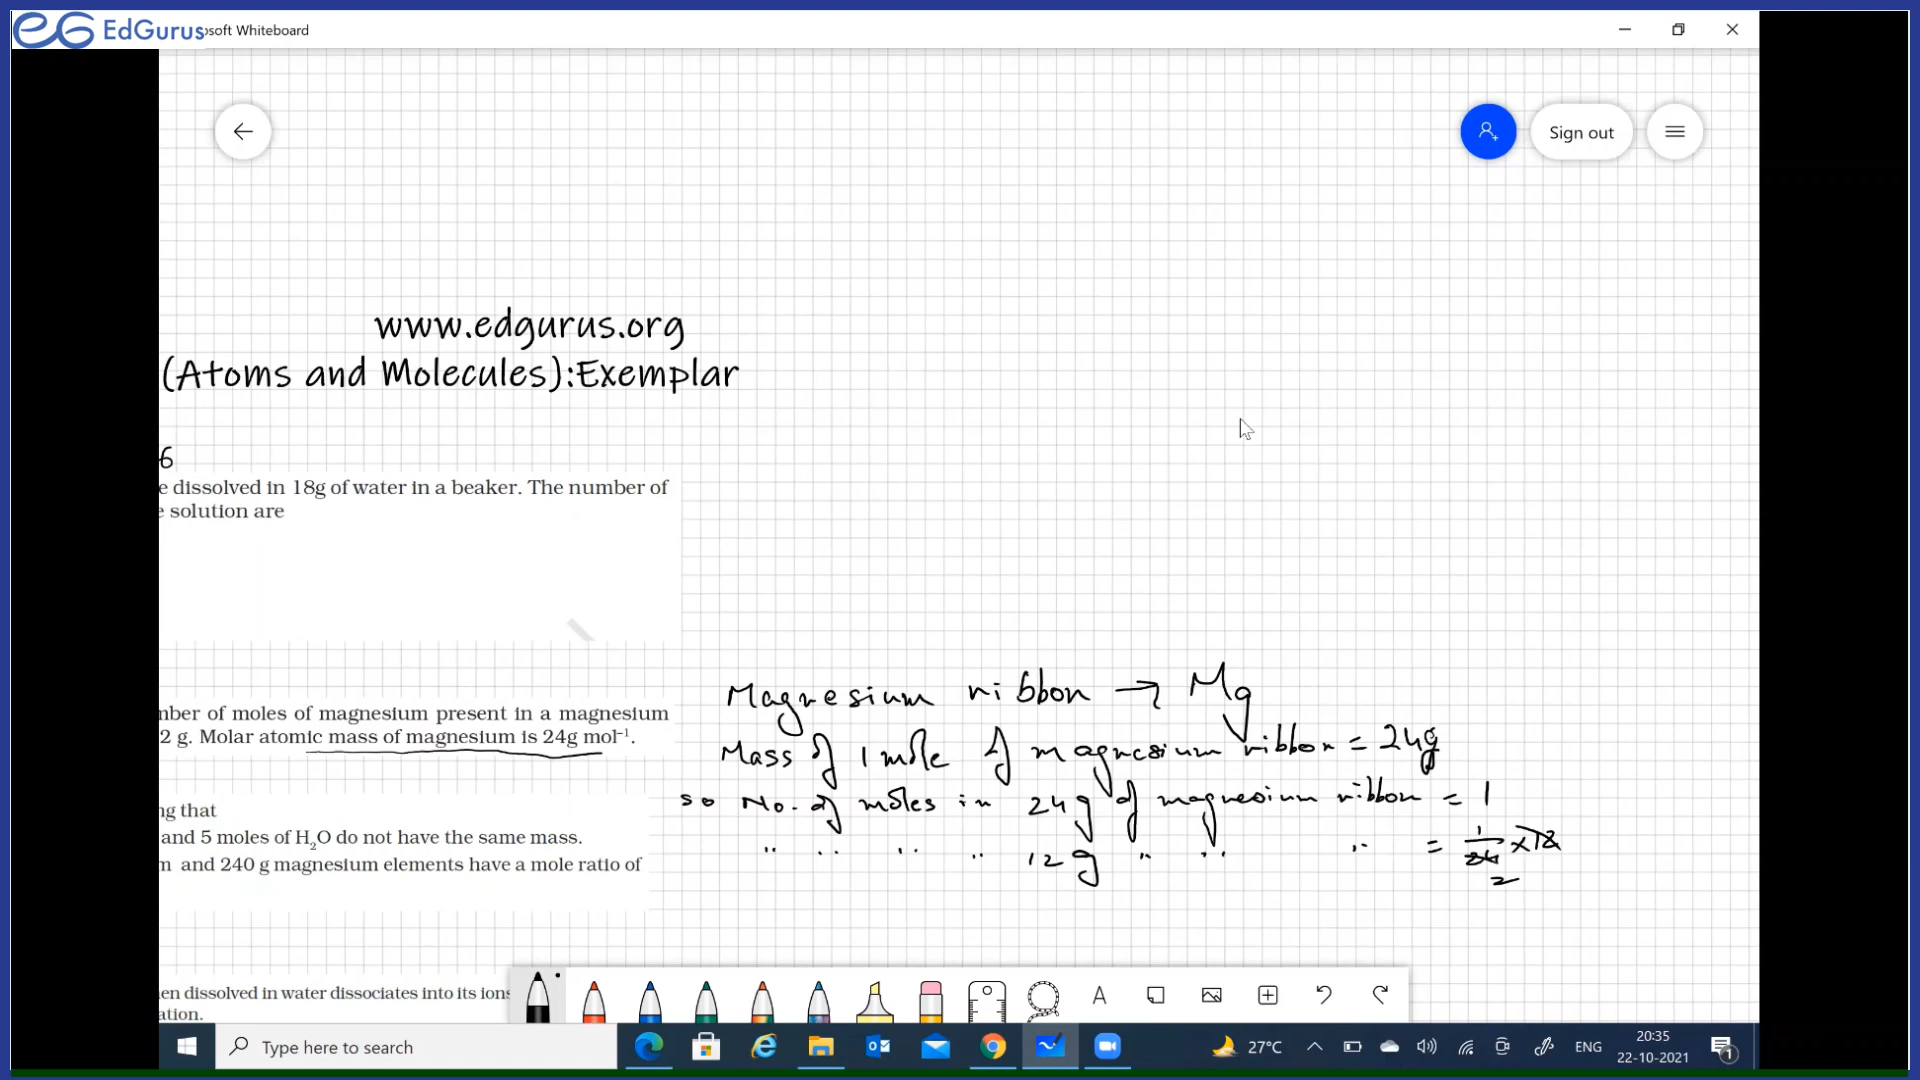 EdGurus
osoft Whiteboard
Sign out
www.edgurus.org
(Atoms and Molecules):Exemplar
6
e dissolved in 18g of water in a beaker. The number of
e solution are
nber of moles of magnesium present in a magnesium
2 g. Molar atomic mass of magnesium is 24g mol⁻¹.
ng that
and 5 moles of H₂O do not have the same mass.
m and 240 g magnesium elements have a mole ratio of
en dissolved in water dissociates into its ions
ation.
Magnesium ribbon → Mg
Mass of 1 mole of magnesium ribbon = 24g
so No. of moles in 24g of magnesium ribbon = 1
" " " " 12g " " " = 1/24 × 12
2
A
Type here to search
27°C
ENG
20:35
22-10-2021
1